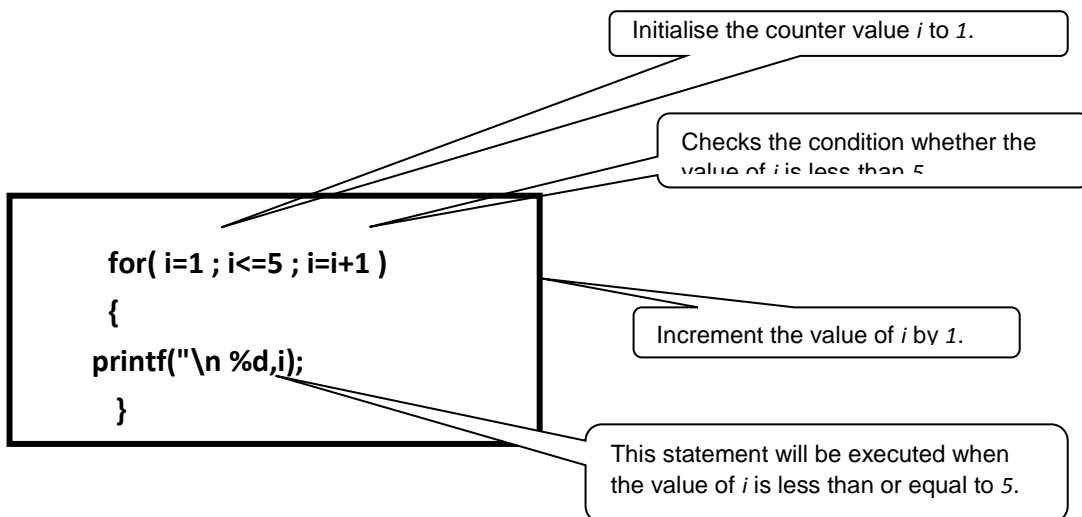 Initialise the counter value i to 1.
Checks the condition whether the
value of i is less than 5
for( i=1 ; i<=5 ; i=i+1 )
{
Increment the value of i by 1.
printf("\n %d,i);
}
This statement will be executed when
the value of i is less than or equal to 5.